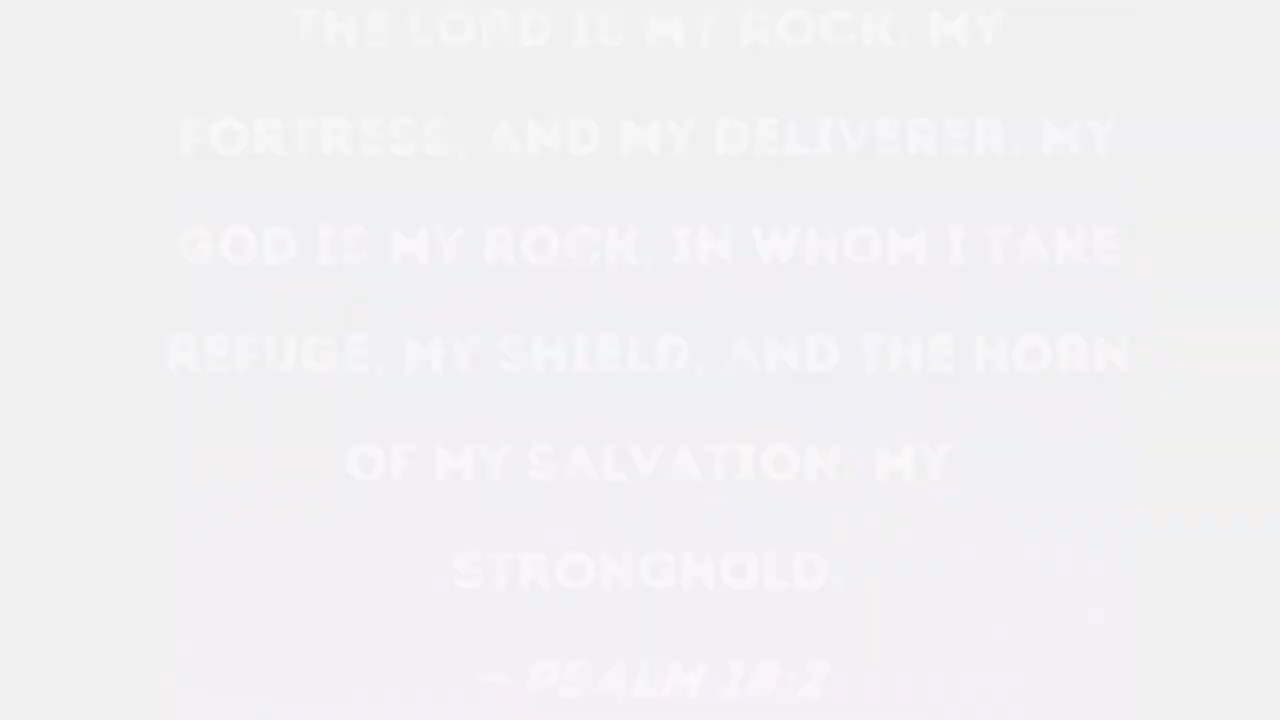 THE LORD IS MY ROCK, MY
FORTRESS, AND MY DELIVERER. MY
GOD IS MY ROCK, IN WHOM I TAKE
REFUGE, MY SHIELD, AND THE HORN
OF MY SALVATION, MY
STRONGHOLD.
– PSALM 18:2